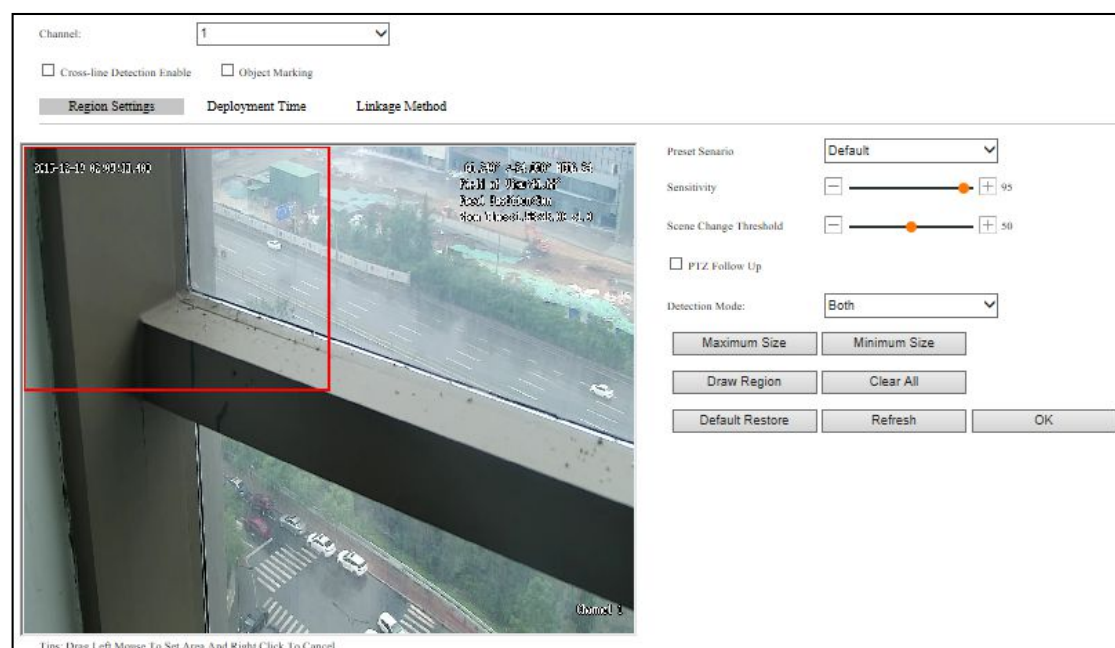 Channel:
1
Cross-line Detection Enable
Object Marking
Region Settings
Deployment Time
Linkage Method
Preset Senario
Default
Sensitivity
95
Scene Change Threshold
50
PTZ Follow Up
Detection Mode:
Both
Maximum Size
Minimum Size
Draw Region
Clear All
Default Restore
Refresh
OK
Channel 1
Tips: Drag Left Mouse To Set Area And Right Click To Cancel